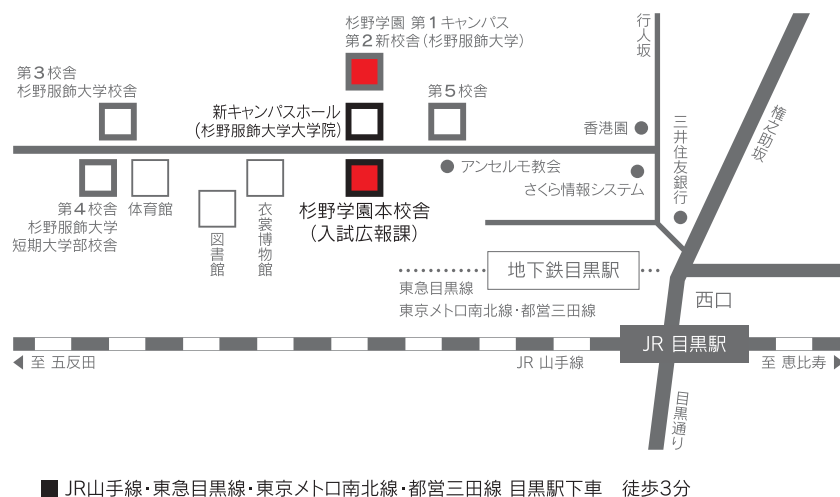 杉野学園 第1キャンパス
第2新校舎(杉野服飾大学)
行人坂
第3校舎
杉野服飾大学校舎
新キャンパスホール
(杉野服飾大学大学院)
第5校舎
香港園
三井住友銀行
権之助坂
アンセルモ教会
さくら情報システム
第4校舎
杉野服飾大学
短期大学部校舎
体育館
図書館
衣裳博物館
杉野学園本校舎
(入試広報課)
地下鉄目黒駅
東急目黒線
東京メトロ南北線・都営三田線
西口
JR 目黒駅
至 五反田
JR 山手線
至 恵比寿
目黒通り
■ JR山手線・東急目黒線・東京メトロ南北線・都営三田線 目黒駅下車 徒歩3分